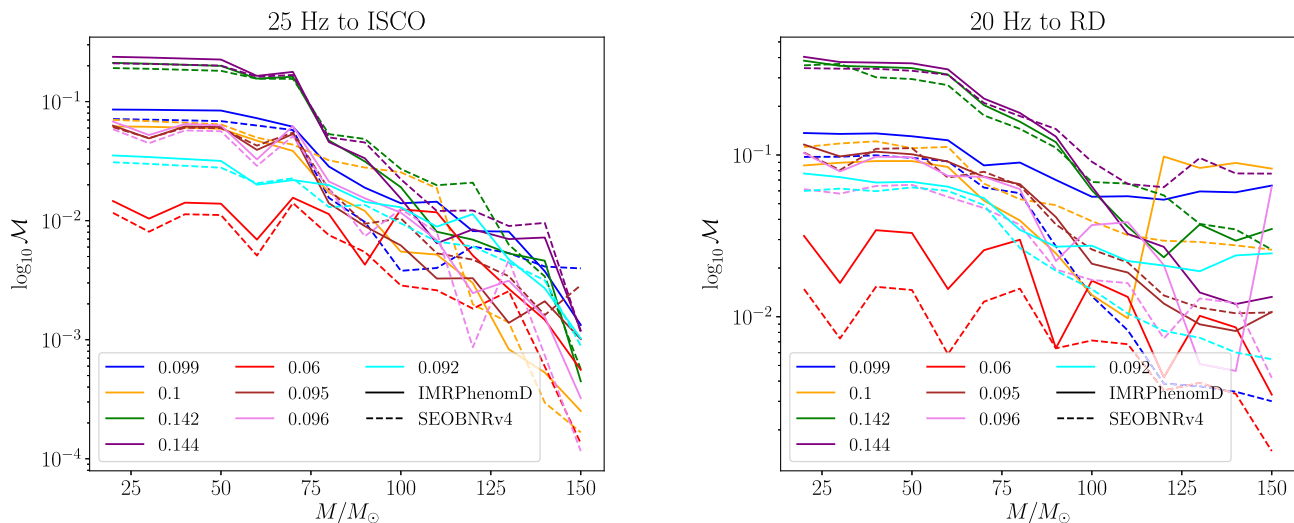 25 Hz to ISCO
log₁₀ ℳ
10⁻¹
10⁻²
10⁻³
10⁻⁴
0.099
0.1
0.142
0.144
0.06
0.095
0.096
0.092
IMRPhenomD
SEOBNRv4
25 50 75 100 125 150
M/M☉
20 Hz to RD
log₁₀ ℳ
10⁻¹
10⁻²
0.099
0.1
0.142
0.144
0.06
0.095
0.096
0.092
IMRPhenomD
SEOBNRv4
25 50 75 100 125 150
M/M☉